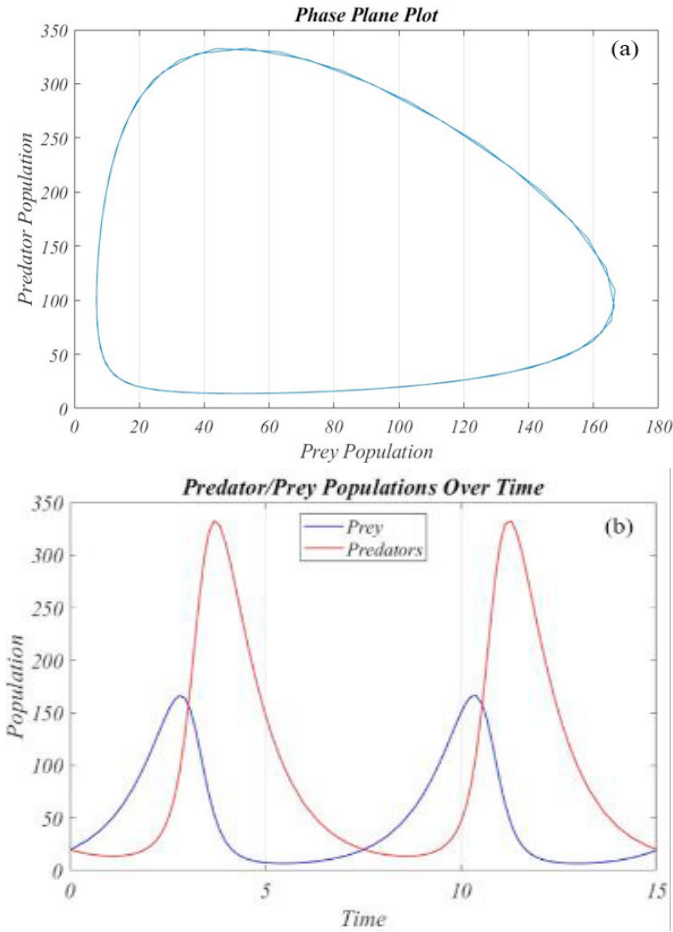 Phase Plane Plot
(a)
350
300
250
200
150
100
50
0
Predator Population
0 20 40 60 80 100 120 140 160 180
Prey Population
Predator/Prey Populations Over Time
(b)
Prey
Predators
350
300
250
200
150
100
50
0
Population
0 5 10 15
Time